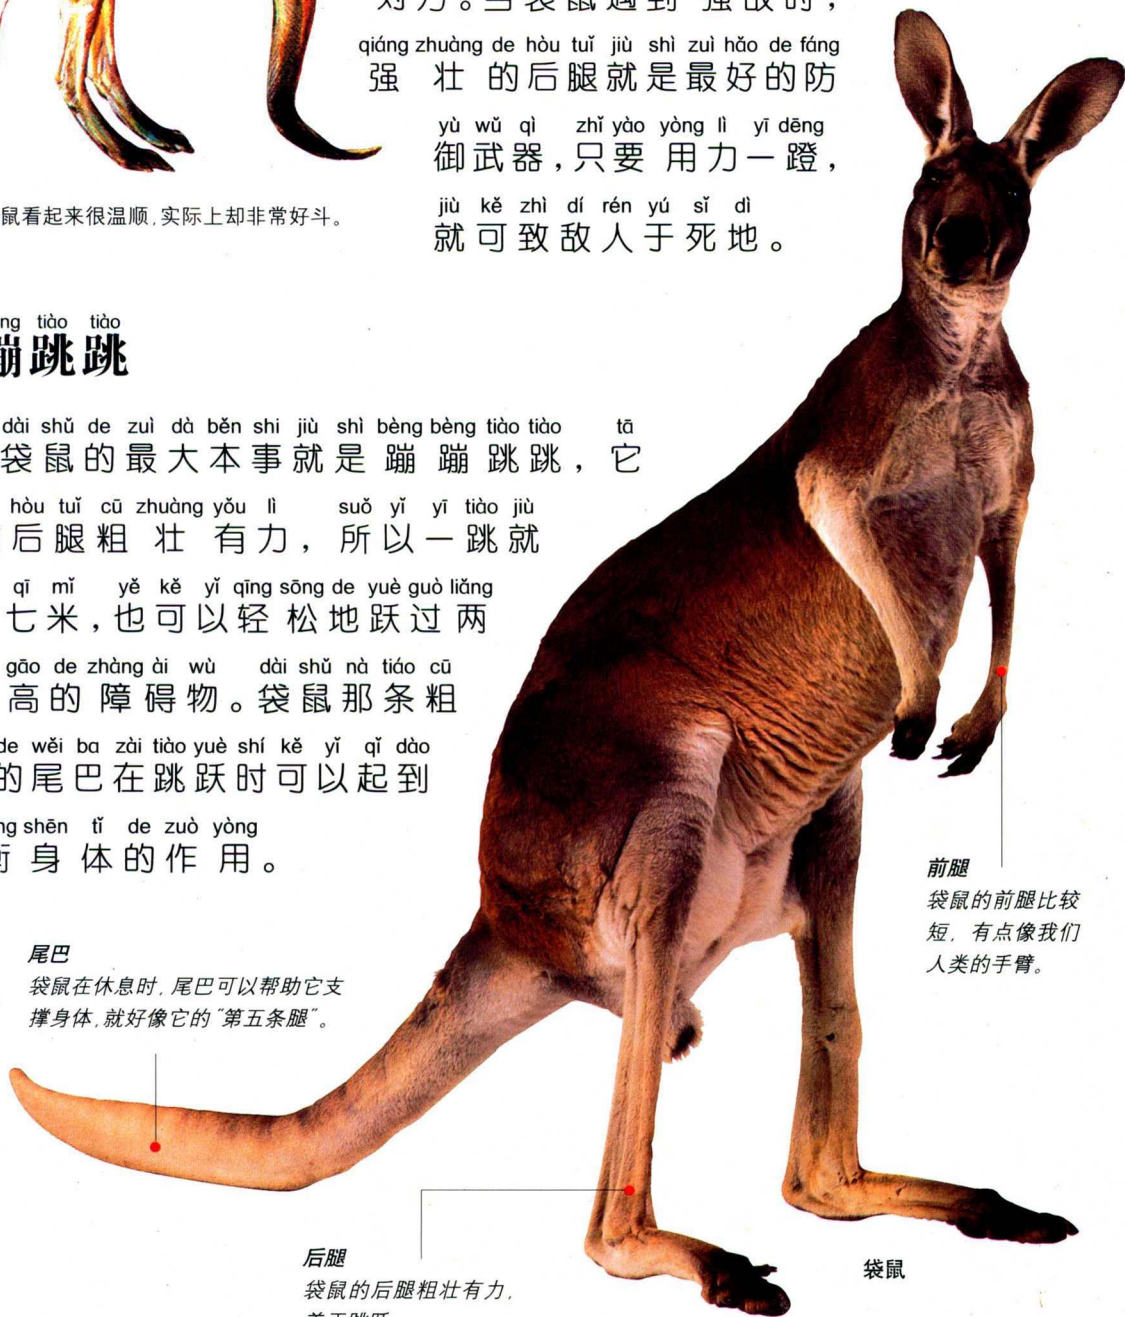 对力。当袋鼠遇到 强敌时，
qiáng zhuàng de hòu tuǐ jiù shì zuì hǎo de fáng
强 壮 的后腿就是最好的防
yù wǔ qì zhǐ yào yòng lì yī dēng
御武器，只要 用力一蹬，
jiù kě zhì dí rén yú sǐ dì
就可致敌人于死地。
鼠看起来很温顺，实际上却非常好斗。
ng tiào tiào
蹦跳跳
dài shǔ de zuì dà běn shi jiù shì bèng bèng tiào tiào tā
袋鼠的最大本事就是 蹦 蹦 跳跳，它
hòu tuǐ cū zhuàng yǒu lì suǒ yǐ yī tiào jiù
后腿粗 壮 有力，所以一跳就
qī mǐ yě kě yǐ qīng sōng de yuè guò liǎng
七米，也可以轻 松地跃过 两
gāo de zhàng ài wù dài shǔ nà tiáo cū
高的 障碍物。袋鼠那条粗
de wěi ba zài tiào yuè shí kě yǐ qǐ dào
的尾巴在跳跃时可以起到
ng shēn tǐ de zuò yòng
衡 身 体的作 用。
尾巴
袋鼠在休息时，尾巴可以帮助它支
撑身体，就好像它的“第五条腿”。
前腿
袋鼠的前腿比较
短，有点像我们
人类的手臂。
后腿
袋鼠的后腿粗壮有力，
袋鼠